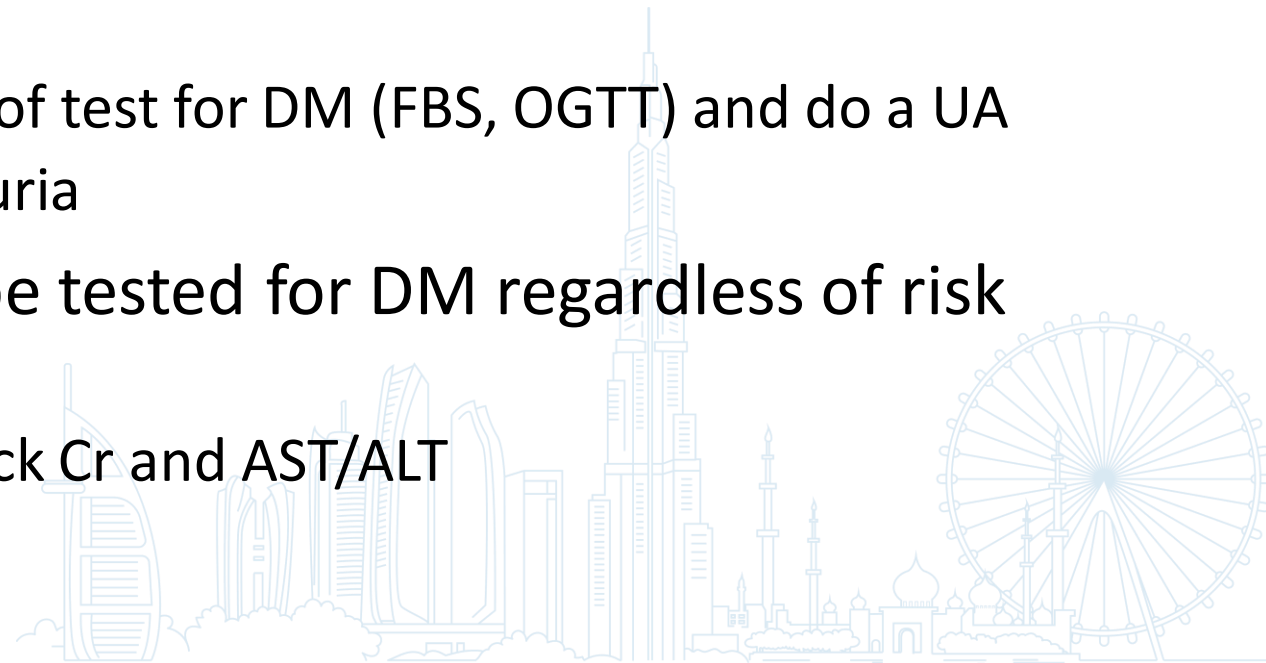 of test for DM (FBS, OGTT) and do a UA
uria
be tested for DM regardless of risk
ck Cr and AST/ALT